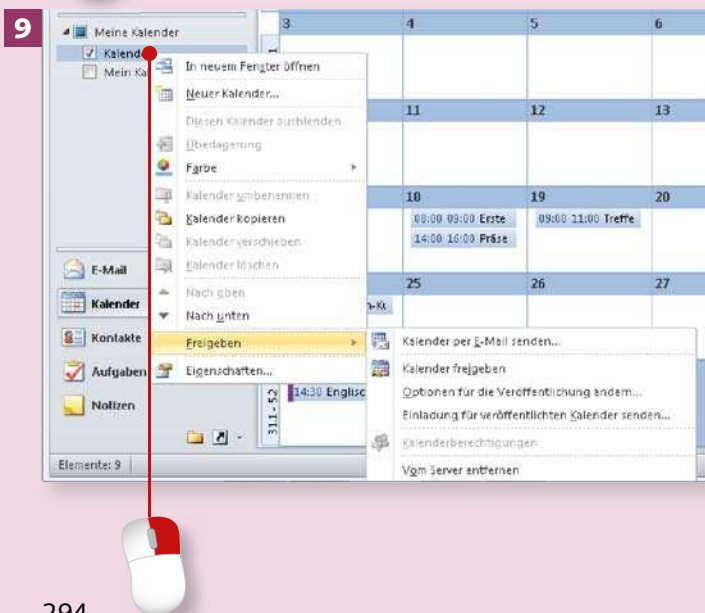 9
Meine Kalender
Kalend
Mein Ka
3
4
5
6
In neuem Fenster öffnen
Neuer Kalender...
Diesen Kalender ausblenden
Überlagerung
Farbe
Kalender umbenennen
Kalender kopieren
Kalender verschieben
Kalender löschen
Nach oben
Nach unten
Freigeben
Eigenschaften...
11
12
13
18
19
20
08:00 09:00 Erste
09:00 11:00 Treffe
14:00 16:00 Präse
25
26
27
E-Mail
Kalender
Kontakte
Aufgaben
Notizen
Kalender per E-Mail senden...
Kalender freigeben
Optionen für die Veröffentlichung ändern...
Einladung für veröffentlichten Kalender senden...
Kalenderberechtigungen
Vom Server entfernen
14:30 Englisc
Elemente: 9
294